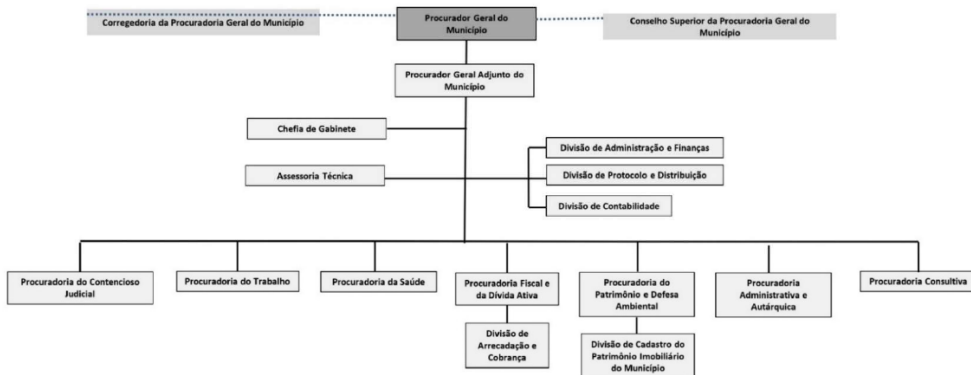 Corregedoria da Procuradoria Geral do Município
Procurador Geral do
Município
Conselho Superior da Procuradoria Geral do
Município
Procurador Geral Adjunto do
Município
Chefia de Gabinete
Divisão de Administração e Finanças
Assessoria Técnica
Divisão de Protocolo e Distribuição
Divisão de Contabilidade
Procuradoria do Contencioso
Judicial
Procuradoria do Trabalho
Procuradoria da Saúde
Procuradoria Fiscal e
da Dívida Ativa
Procuradoria do
Patrimônio e Defesa
Ambiental
Procuradoria
Administrativa e
Autárquica
Procuradoria Consultiva
Divisão de
Arrecadação e
Cobrança
Divisão de Cadastro do
Patrimônio Imobiliário
do Município